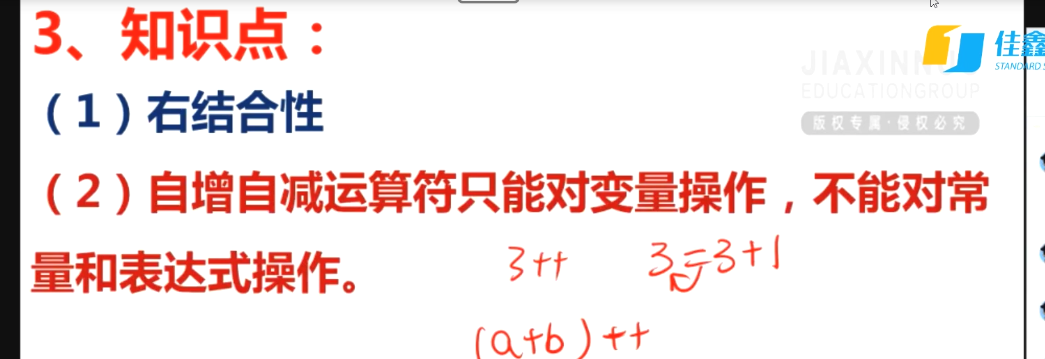 3、知识点：
JIAXINN
佳鑫
STANDARD S
EDUCATIONGROUP
（1）右结合性
版权专属·侵权必究
（2）自增自减运算符只能对变量操作，不能对常
量和表达式操作。
3++ 3=3+1
(a+b)++